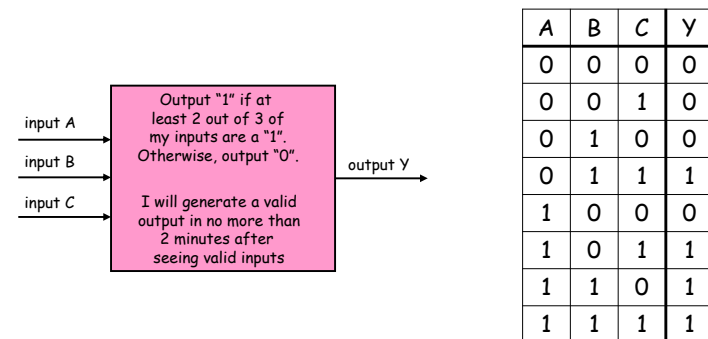 input A
input B
input C
Output “1” if at
least 2 out of 3 of
my inputs are a “1”.
Otherwise, output “0”.
I will generate a valid
output in no more than
2 minutes after
seeing valid inputs
output Y
A B C Y
0 0 0 0
0 0 1 0
0 1 0 0
0 1 1 1
1 0 0 0
1 0 1 1
1 1 0 1
1 1 1 1